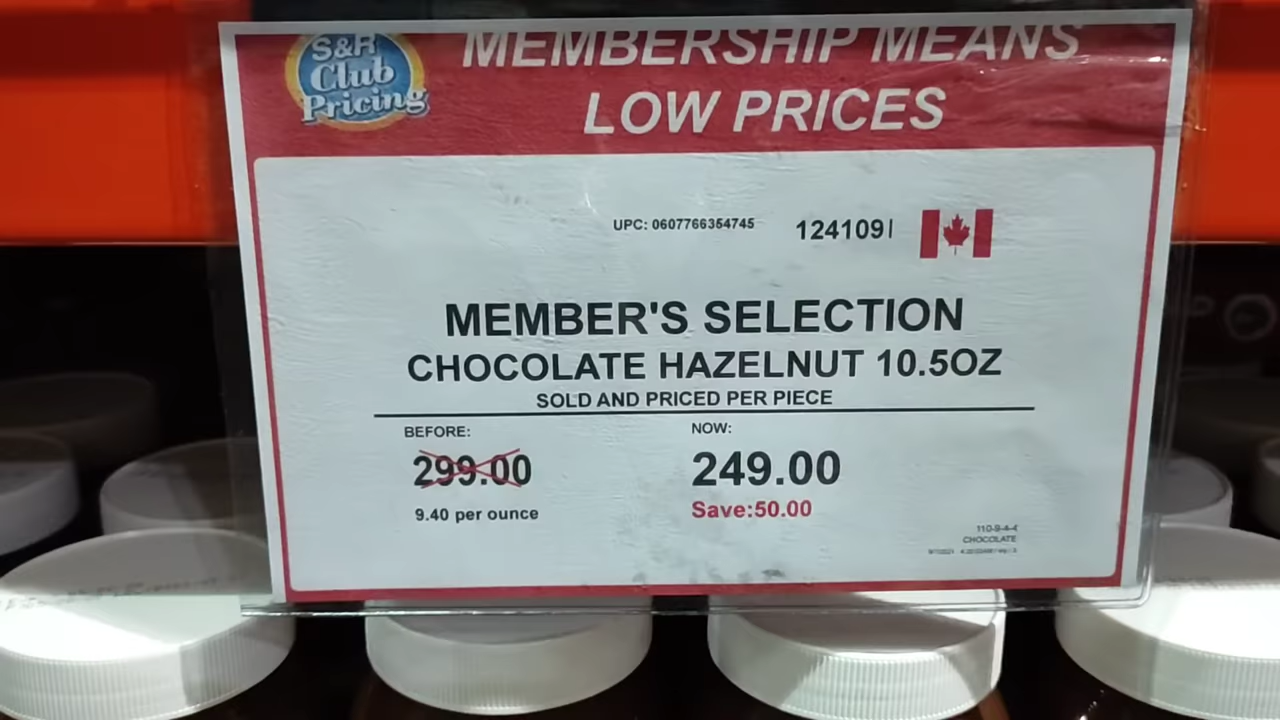 S&R
Club
Pricing
MEMBERSHIP MEANS
LOW PRICES
UPC: 0607766354745
124109|
MEMBER'S SELECTION
CHOCOLATE HAZELNUT 10.5OZ
SOLD AND PRICED PER PIECE
BEFORE:
NOW:
299.00
249.00
9.40 per ounce
Save:50.00
110-9-4-4
CHOCOLATE